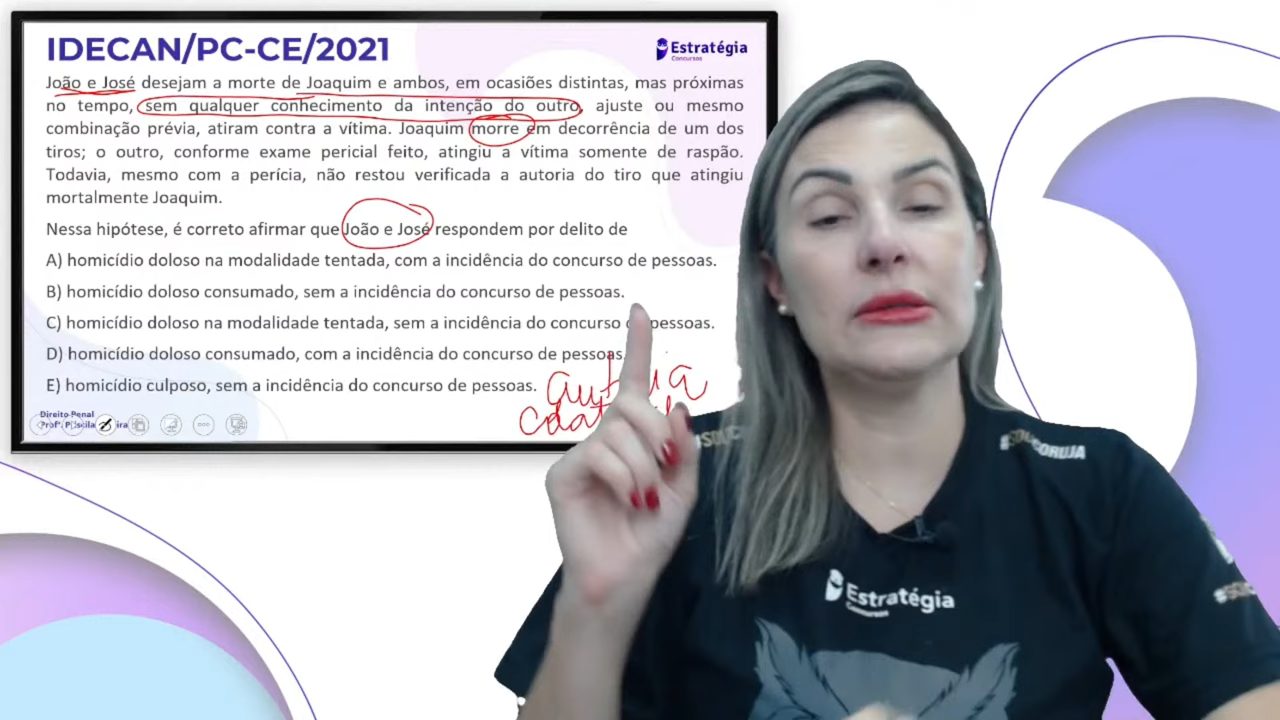 IDECAN/PC-CE/2021
Estratégia
Concursos
João e José desejam a morte de Joaquim e ambos, em ocasiões distintas, mas próximas
no tempo, sem qualquer conhecimento da intenção do outro, ajuste ou mesmo
combinação prévia, atiram contra a vítima. Joaquim morre em decorrência de um dos
tiros; o outro, conforme exame pericial feito, atingiu a vítima somente de raspão.
Todavia, mesmo com a perícia, não restou verificada a autoria do tiro que atingiu
mortalmente Joaquim.
Nessa hipótese, é correto afirmar que João e José respondem por delito de
A) homicídio doloso na modalidade tentada, com a incidência do concurso de pessoas.
B) homicídio doloso consumado, sem a incidência do concurso de pessoas.
C) homicídio doloso na modalidade tentada, sem a incidência do concurso pessoas.
D) homicídio doloso consumado, com a incidência do concurso de pessoas.
E) homicídio culposo, sem a incidência do concurso de pessoas.
Direito Penal
Estratégia
Concursos
CORUJA